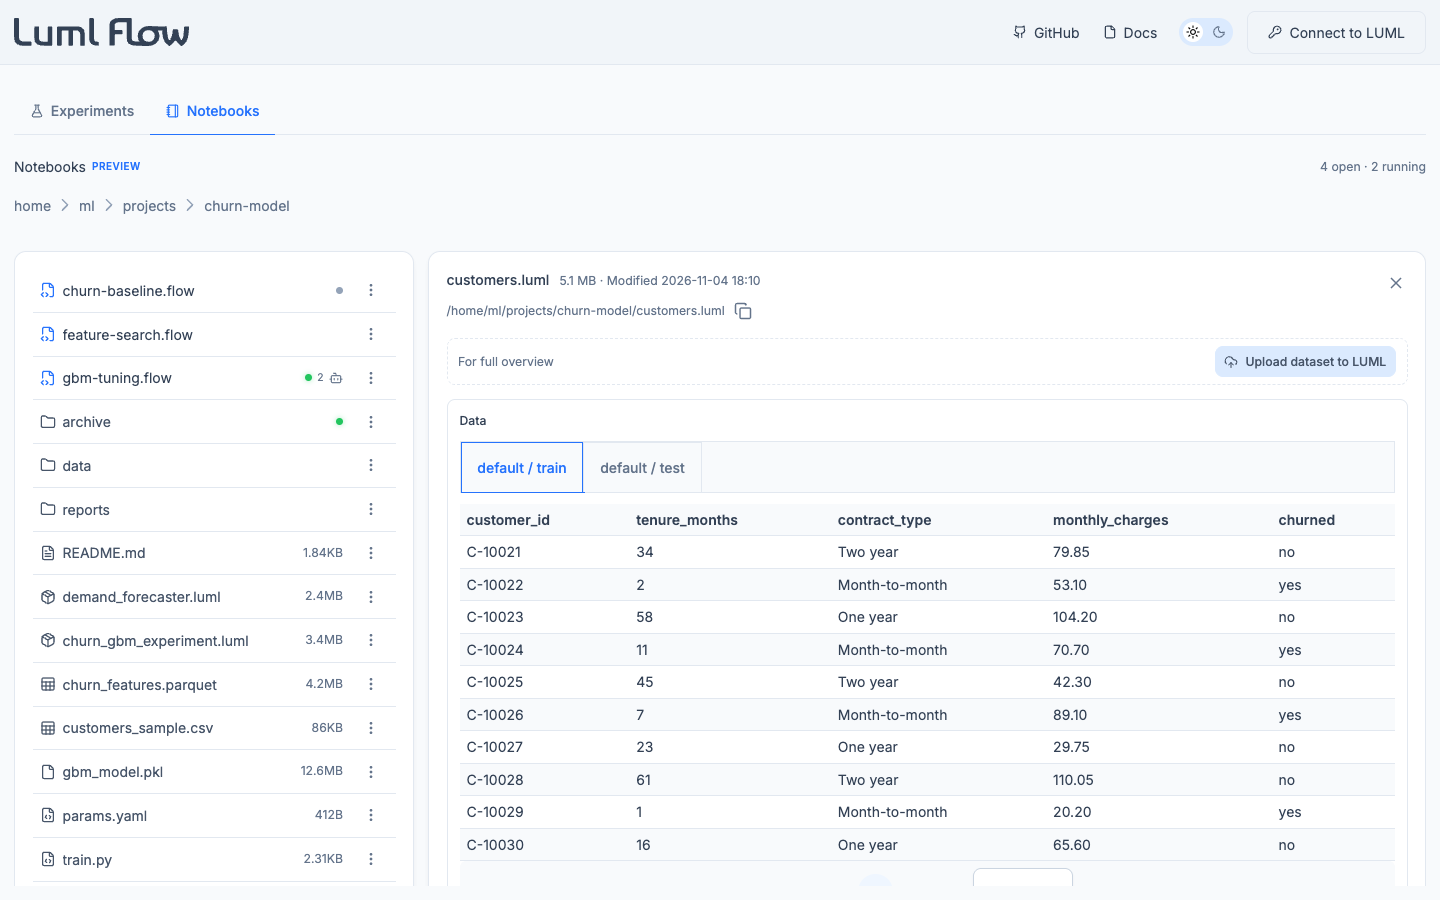 Luml Flow
GitHub
Docs
Connect to LUML
Experiments
Notebooks
Notebooks PREVIEW
4 open · 2 running
home > ml > projects > churn-model
churn-baseline.flow
feature-search.flow
gbm-tuning.flow 2
archive
data
reports
README.md 1.84KB
demand_forecaster.luml 2.4MB
churn_gbm_experiment.luml 3.4MB
churn_features.parquet 4.2MB
customers_sample.csv 86KB
gbm_model.pkl 12.6MB
params.yaml 412B
train.py 2.31KB
customers.luml 5.1 MB · Modified 2026-11-04 18:10
/home/ml/projects/churn-model/customers.luml
For full overview
Upload dataset to LUML
Data
default / train
default / test
customer_id tenure_months contract_type monthly_charges churned
C-10021 34 Two year 79.85 no
C-10022 2 Month-to-month 53.10 yes
C-10023 58 One year 104.20 no
C-10024 11 Month-to-month 70.70 yes
C-10025 45 Two year 42.30 no
C-10026 7 Month-to-month 89.10 yes
C-10027 23 One year 29.75 no
C-10028 61 Two year 110.05 no
C-10029 1 Month-to-month 20.20 yes
C-10030 16 One year 65.60 no